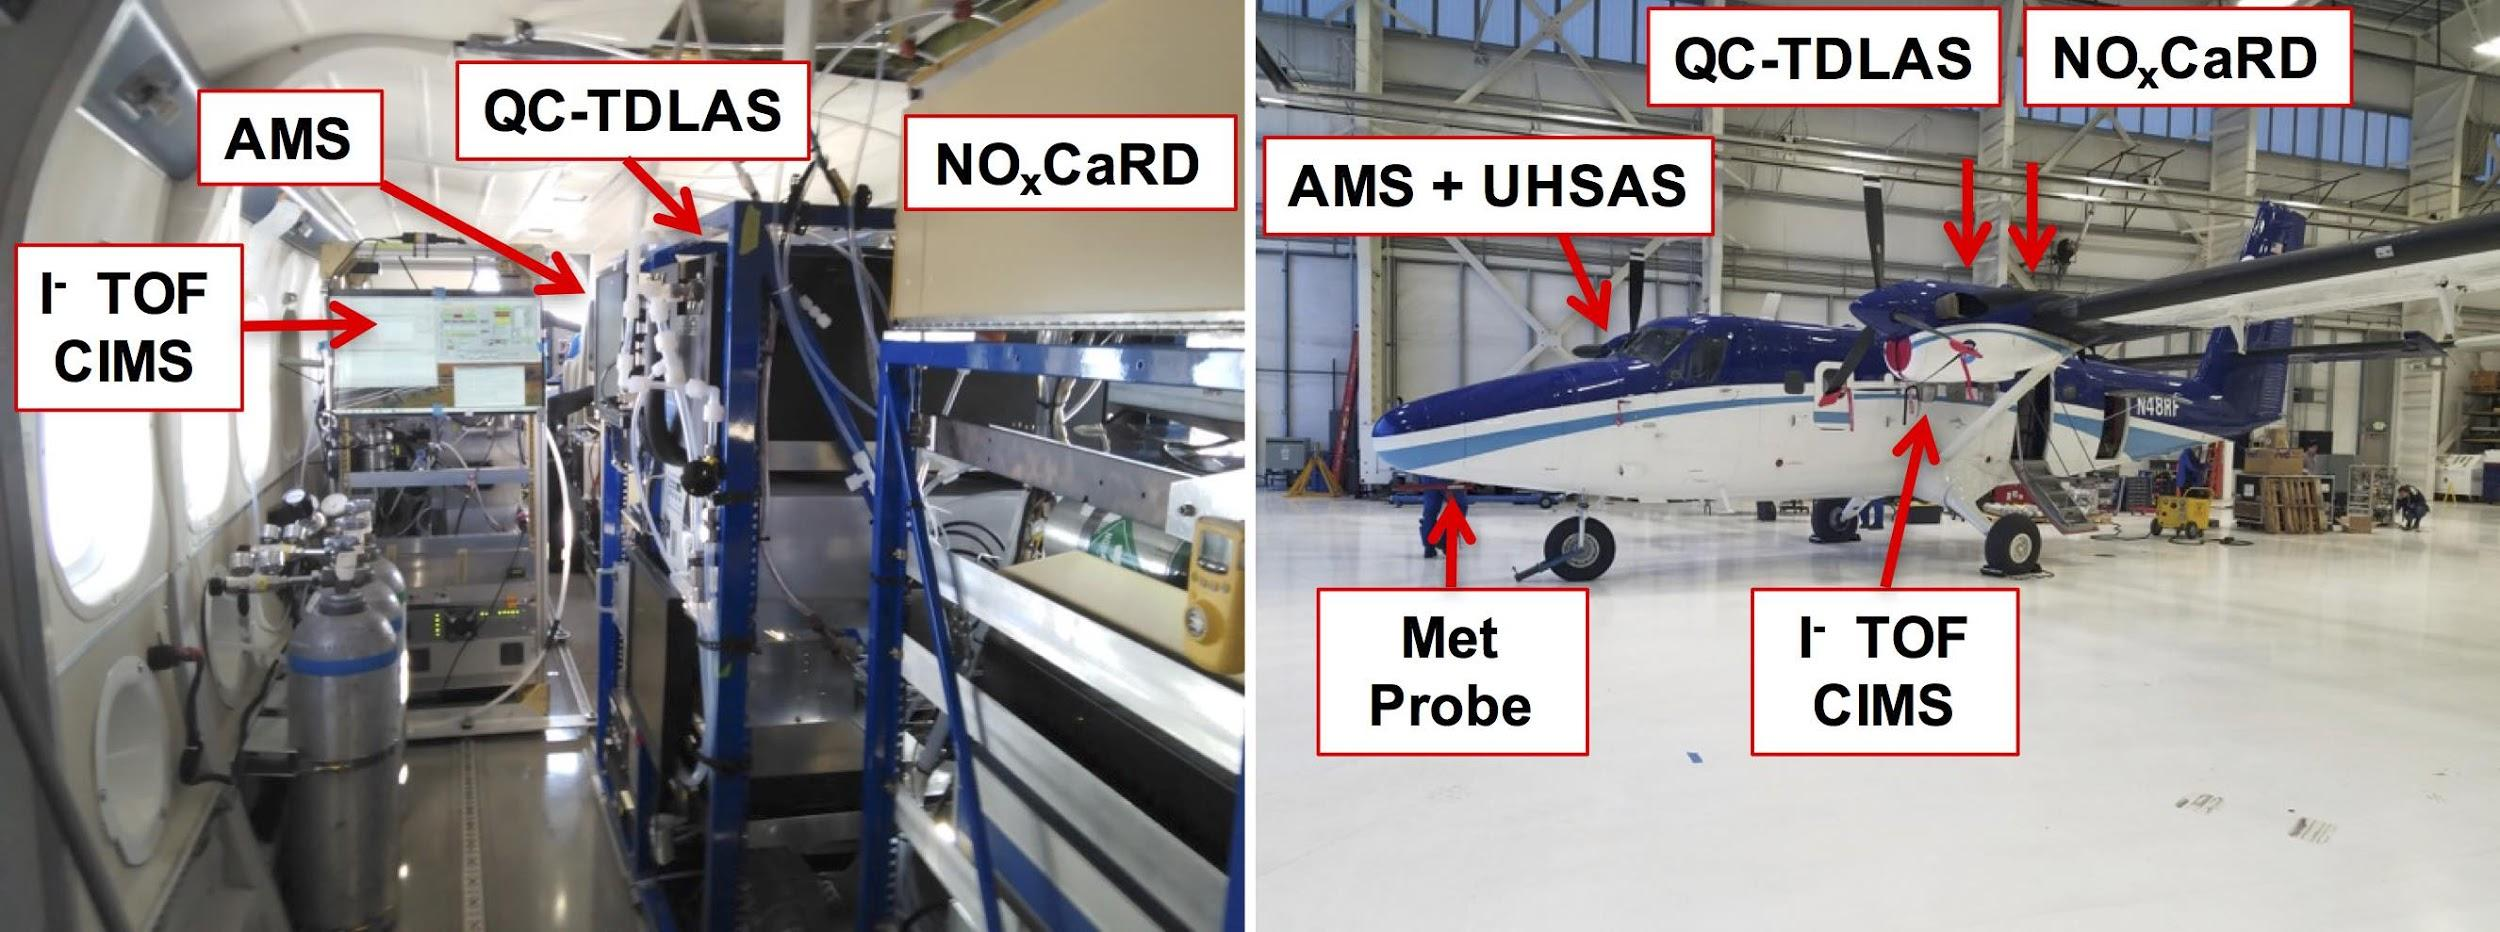 AMS
QC-TDLAS
NOxCaRD
I- TOF
CIMS
QC-TDLAS
NOxCaRD
AMS + UHSAS
N48RF
Met
Probe
I- TOF
CIMS